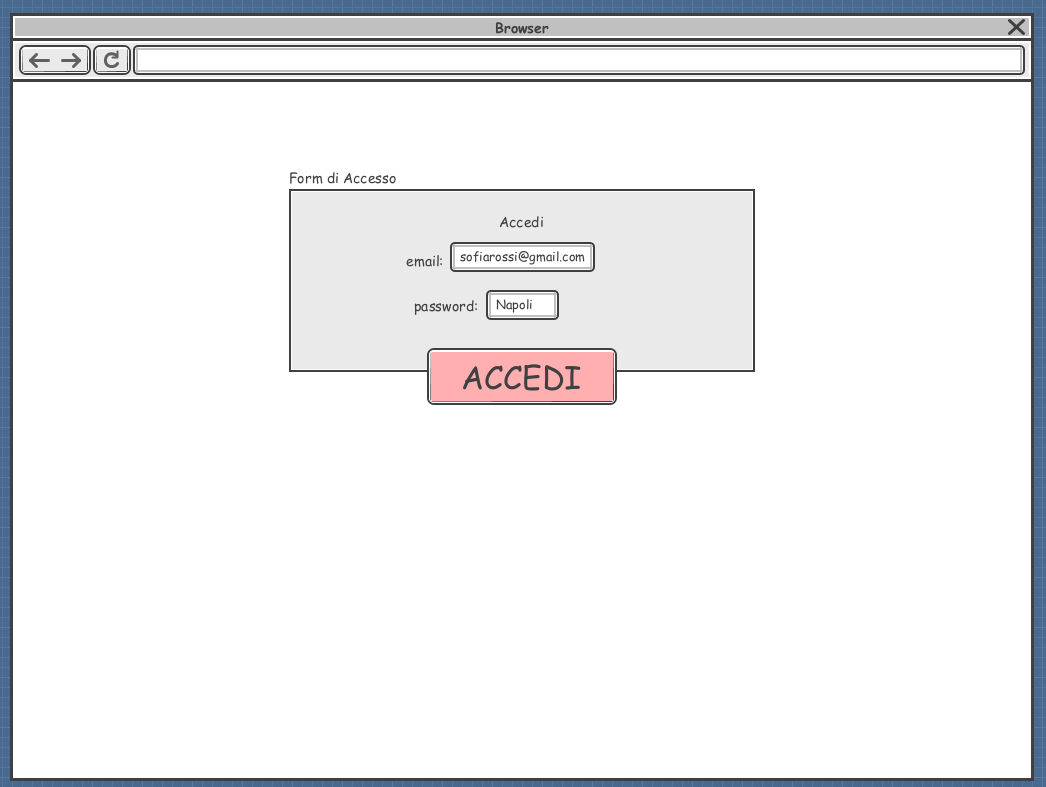 Browser
Form di Accesso
Accedi
email: sofiarossi@gmail.com
password: Napoli
ACCEDI